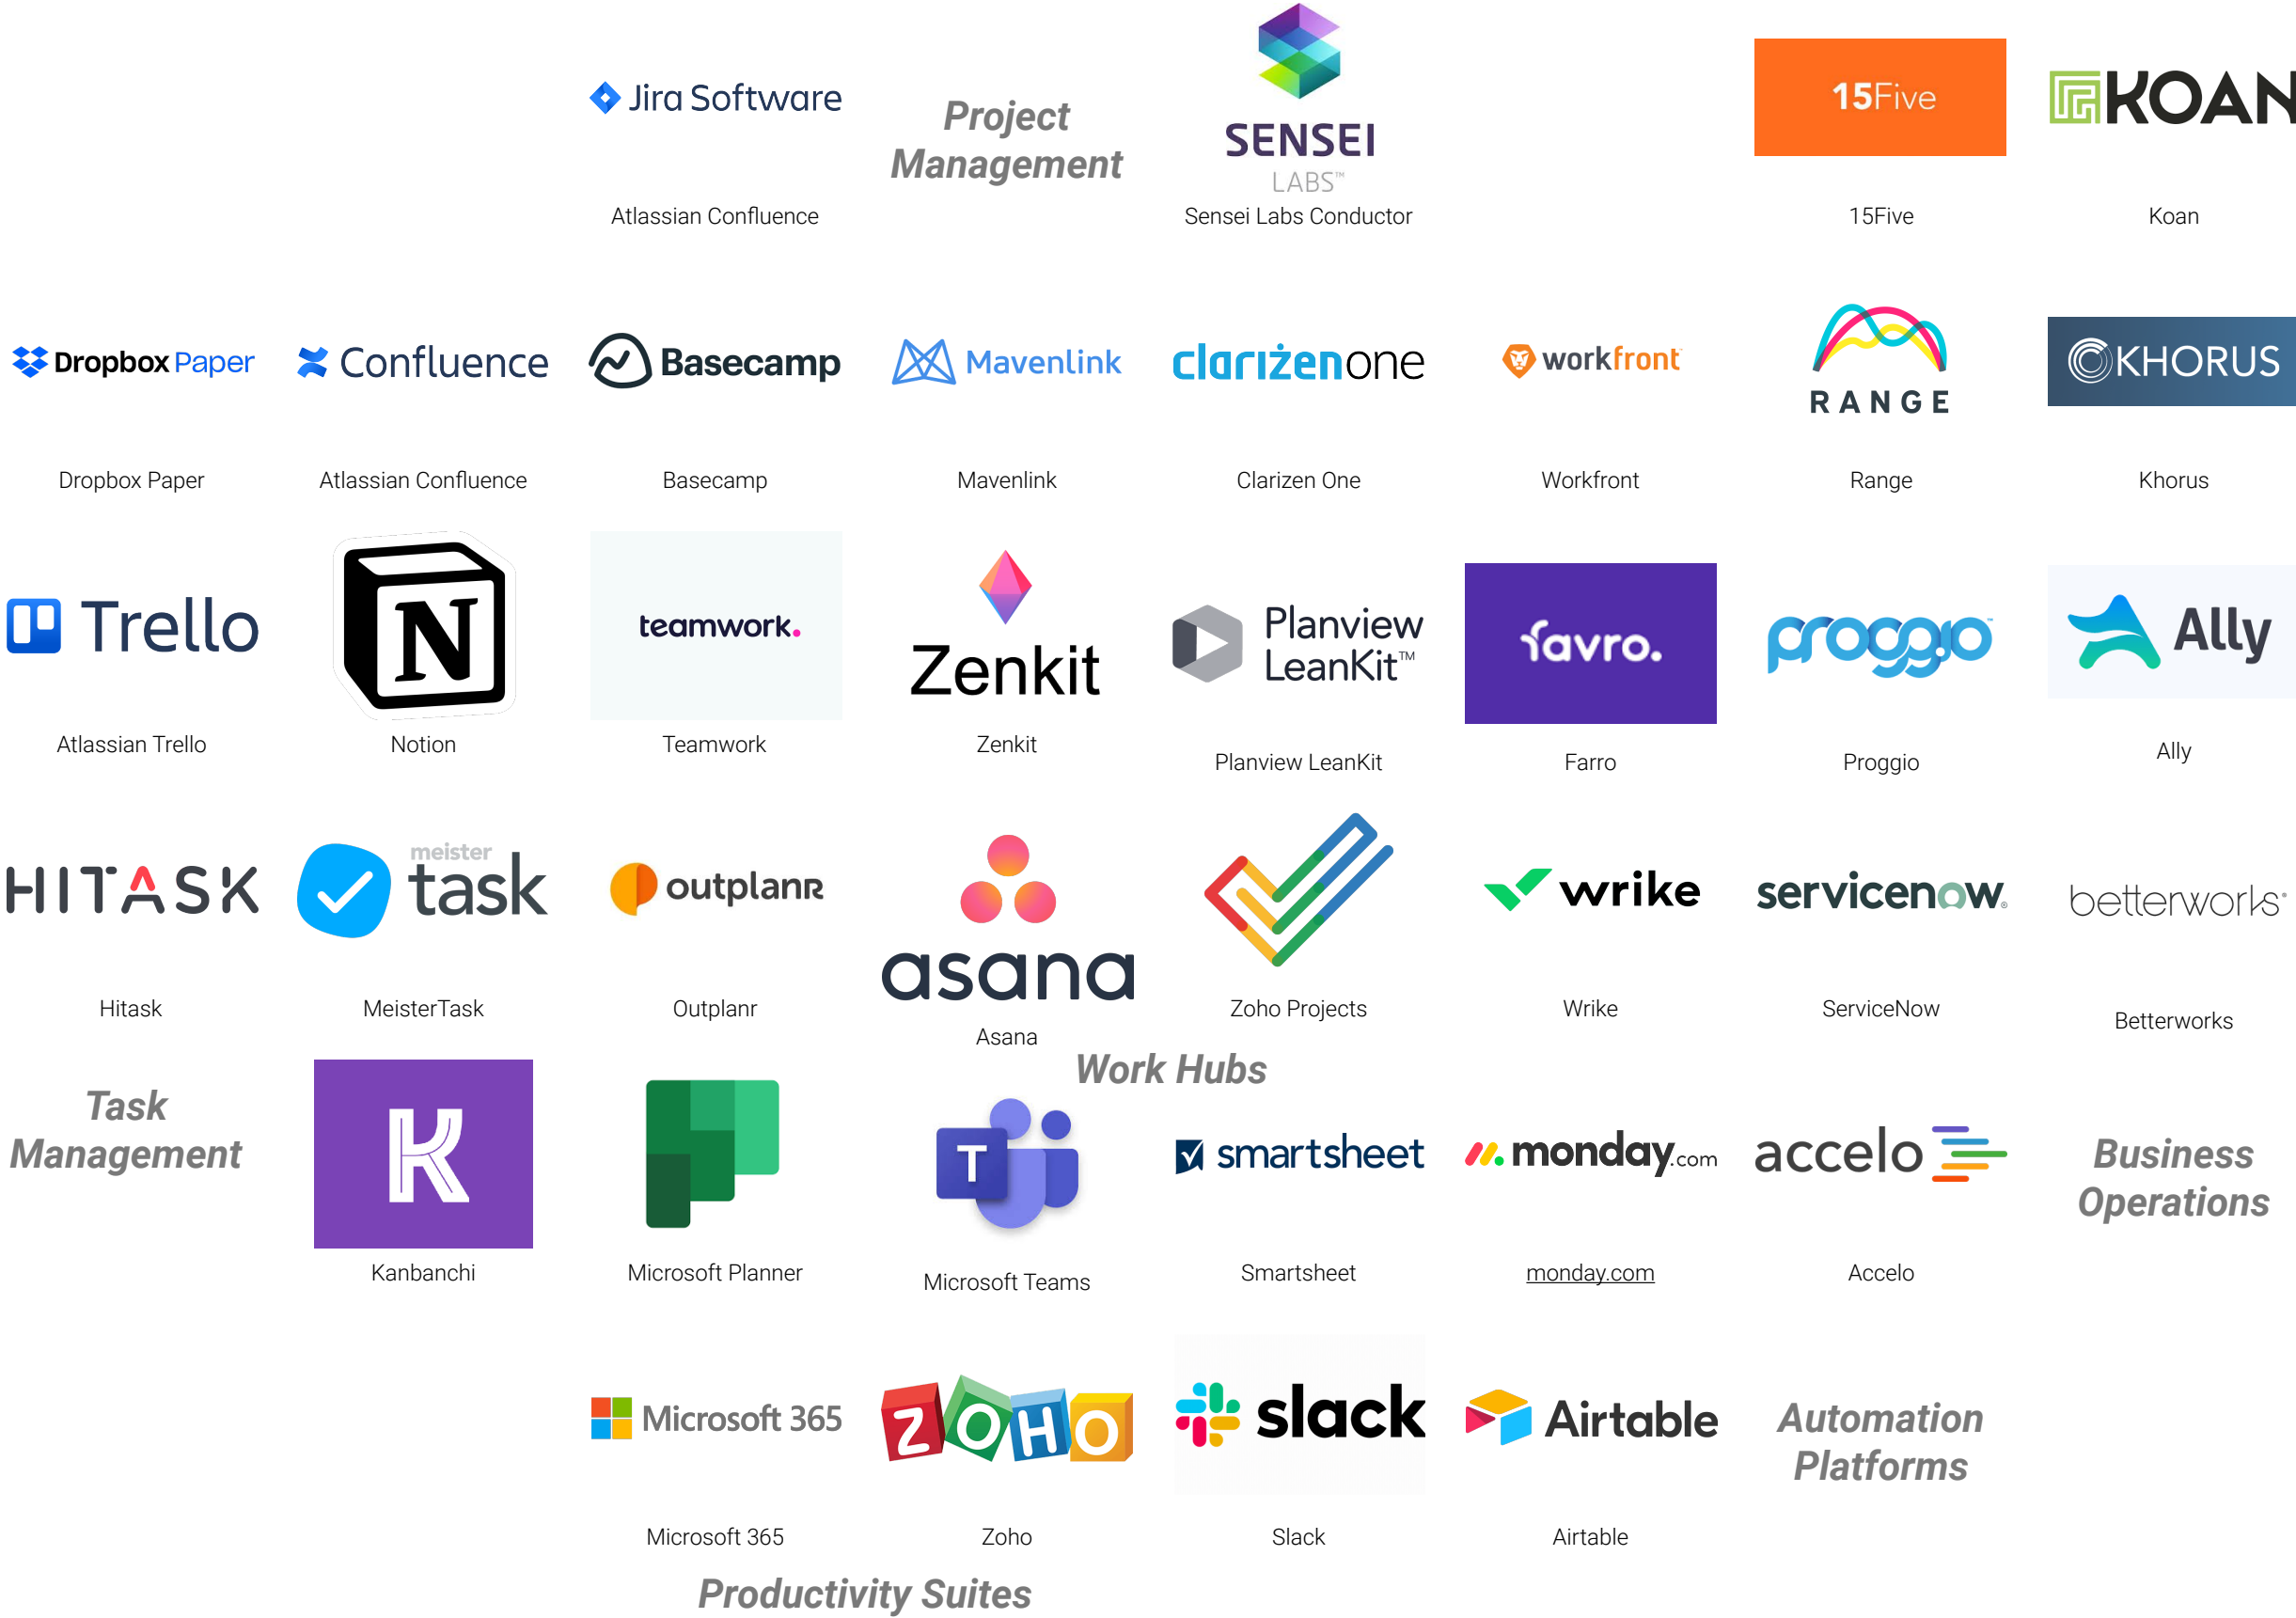 Jira Software
Project
Management
SENSEI
LABS™
15Five
KOAN
Atlassian Confluence
Sensei Labs Conductor
15Five
Koan
Dropbox Paper
Confluence
Basecamp
Mavenlink
clarizenone
workfront
RANGE
KHORUS
Dropbox Paper
Atlassian Confluence
Basecamp
Mavenlink
Clarizen One
Workfront
Range
Khorus
Trello
N
teamwork.
Zenkit
Planview
LeanKit™
favro.
proggio™
Ally
Atlassian Trello
Notion
Teamwork
Zenkit
Planview LeanKit
Farro
Proggio
Ally
HITASK
meister
task
outplanr
asana
wrike
servicenow®
betterworks®
Hitask
MeisterTask
Outplanr
Asana
Zoho Projects
Wrike
ServiceNow
Betterworks
Work Hubs
Task
Management
K
T
smartsheet
monday.com
accelo
Business
Operations
Kanbanchi
Microsoft Planner
Microsoft Teams
Smartsheet
monday.com
Accelo
Microsoft 365
ZOHO
slack
Airtable
Automation
Platforms
Microsoft 365
Zoho
Slack
Airtable
Productivity Suites